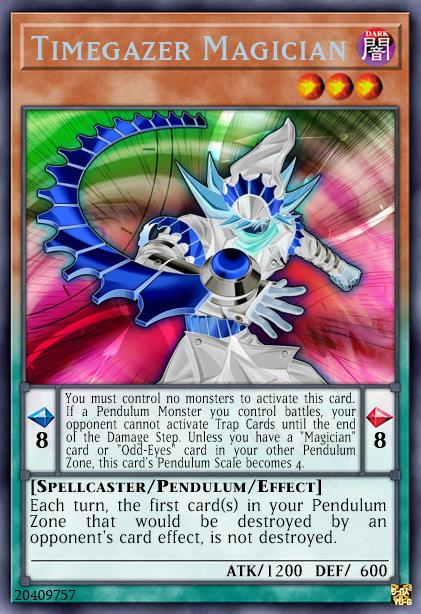 TIMEGAZER MAGICIAN
DARK
闇
You must control no monsters to activate this card.
If a Pendulum Monster you control battles, your
opponent cannot activate Trap Cards until the end
of the Damage Step. Unless you have a "Magician"
card or "Odd-Eyes" card in your other Pendulum
Zone, this card's Pendulum Scale becomes 4.
8
8
[SPELLCASTER/PENDULUM/EFFECT]
Each turn, the first card(s) in your Pendulum
Zone that would be destroyed by an
opponent's card effect, is not destroyed.
ATK/1200 DEF/ 600
20409757